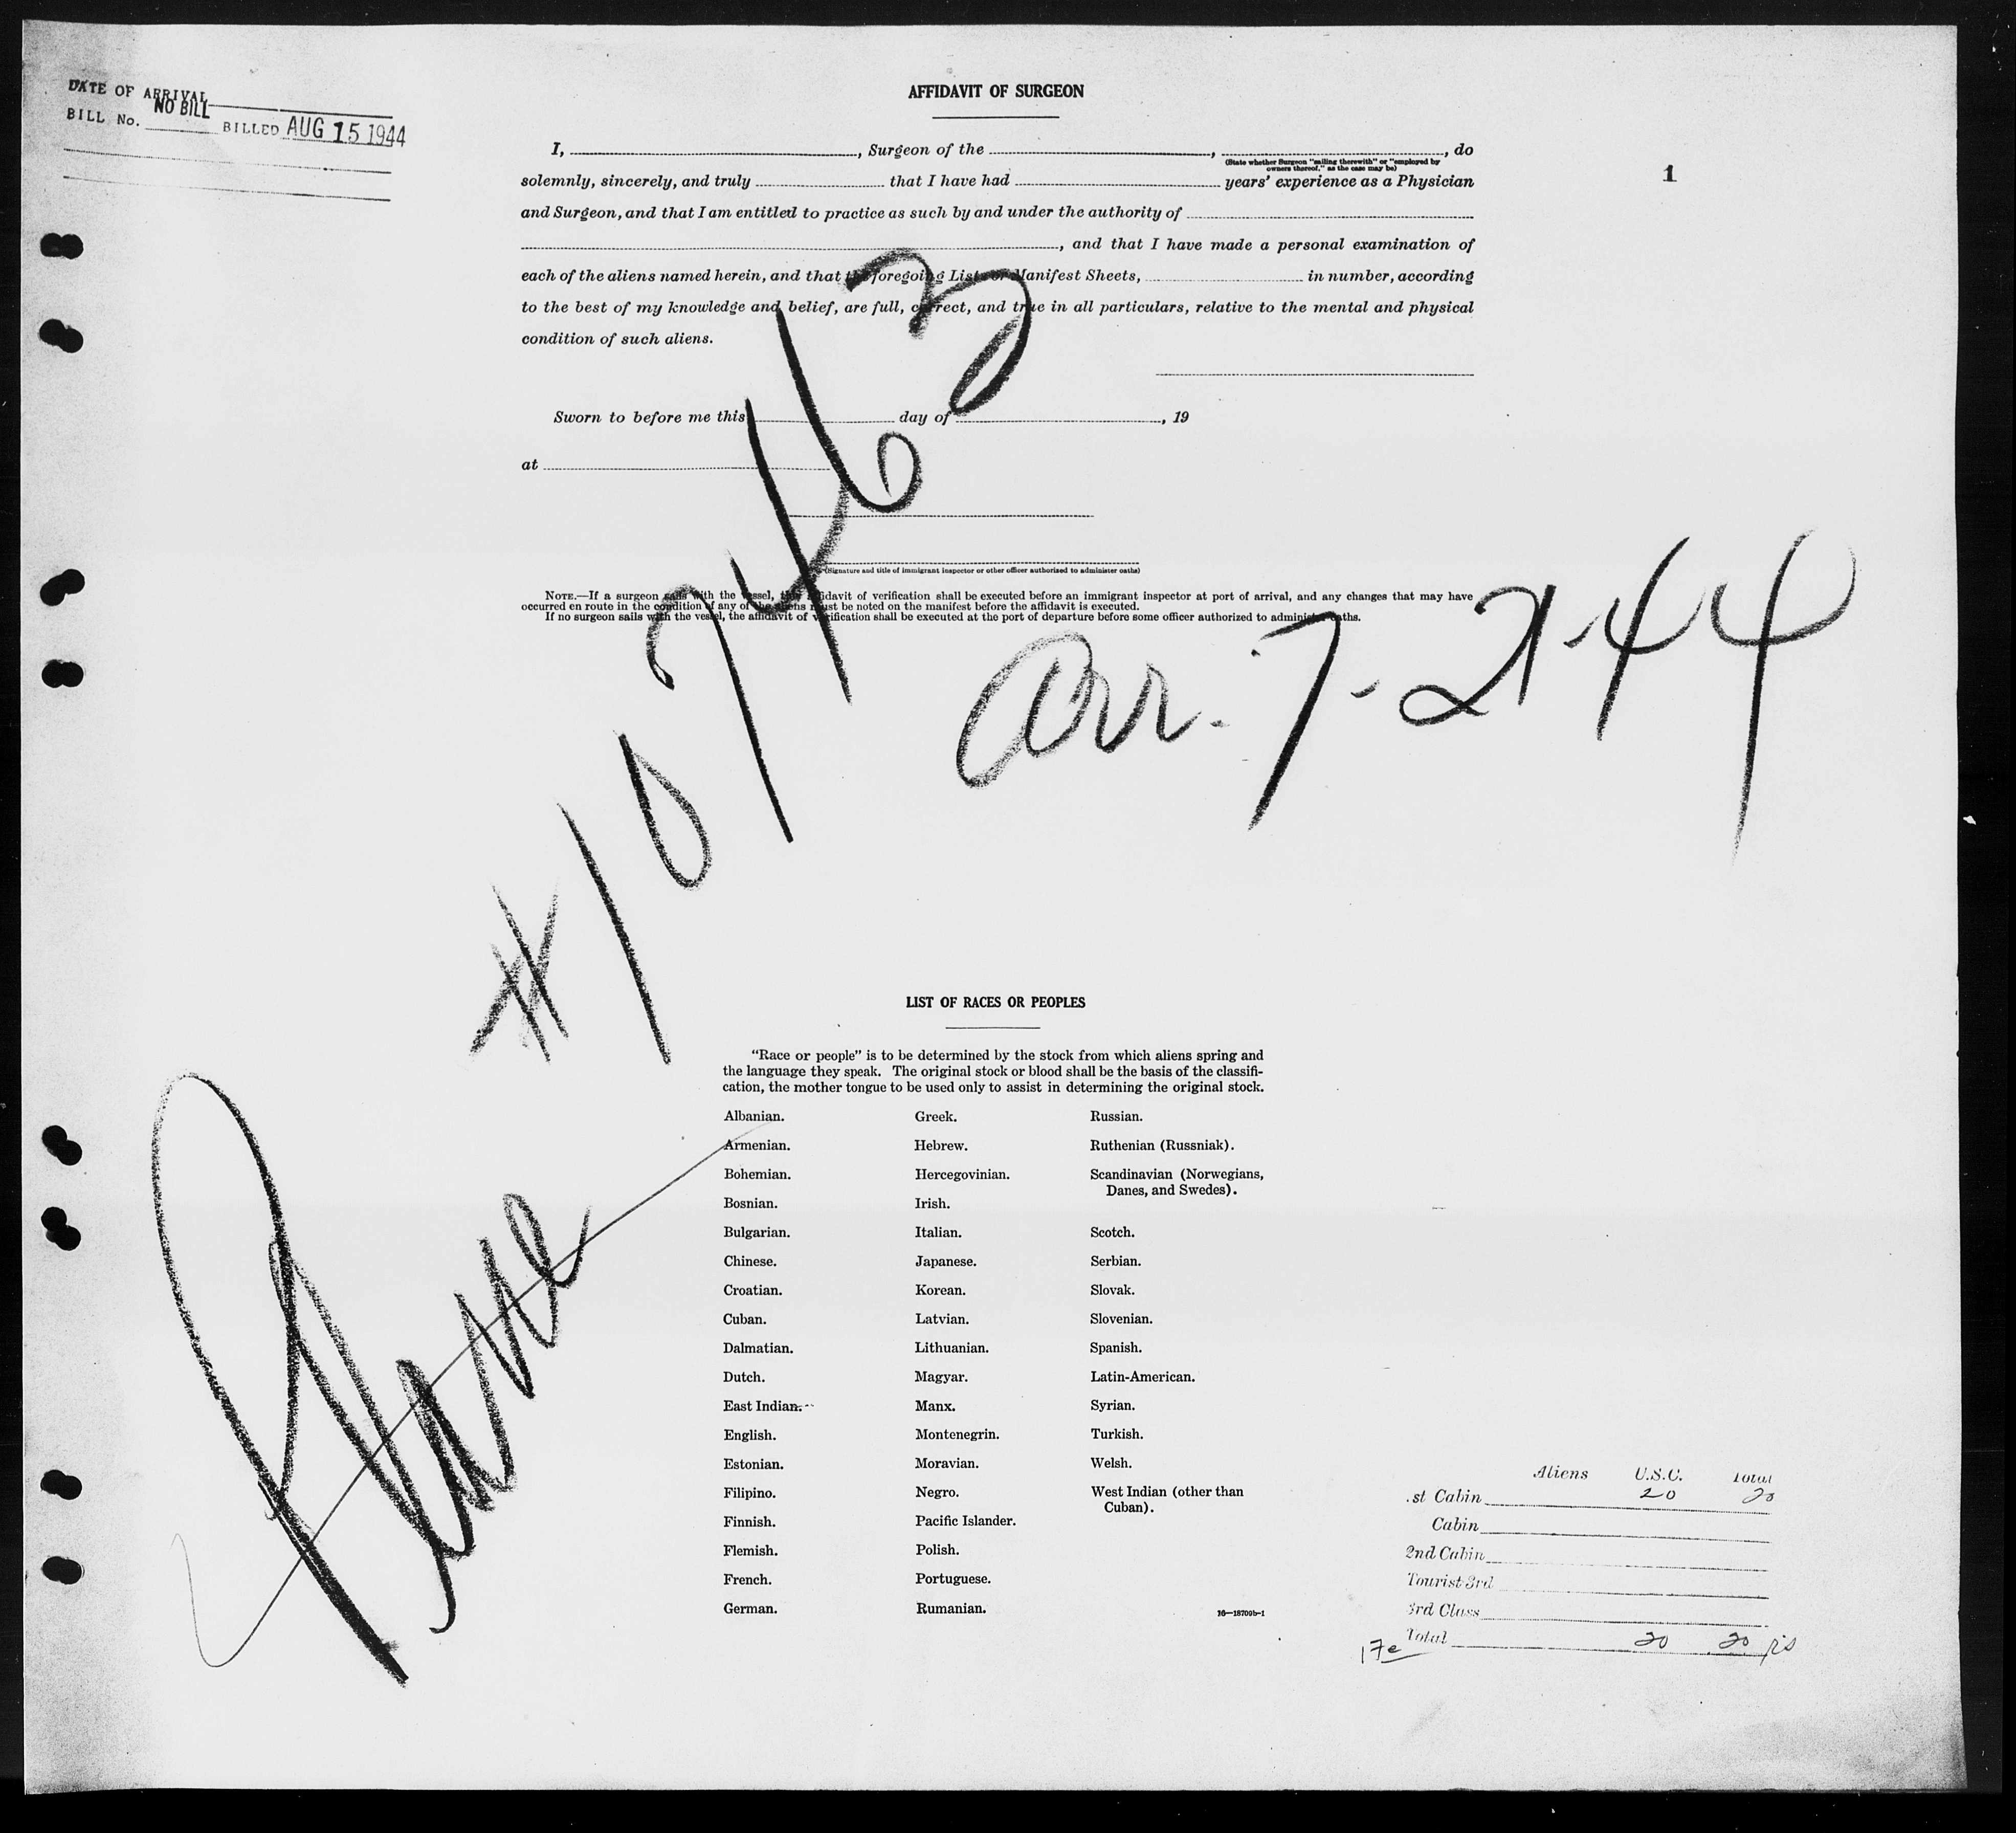 DATE OF ARRIVAL
NO BILL
BILL No. BILLED AUG 15 1944
AFFIDAVIT OF SURGEON
1
I, , Surgeon of the , , do
(State whether Surgeon "sailing therewith" or "employed by
owners thereof," as the case may be)
solemnly, sincerely, and truly that I have had years' experience as a Physician
and Surgeon, and that I am entitled to practice as such by and under the authority of
, and that I have made a personal examination of
each of the aliens named herein, and that the foregoing Lists or Manifest Sheets, in number, according
to the best of my knowledge and belief, are full, correct, and true in all particulars, relative to the mental and physical
condition of such aliens.
Sworn to before me this day of , 19
at
(Signature and title of immigrant inspector or other officer authorized to administer oaths)
NOTE.—If a surgeon sails with the vessel, this affidavit of verification shall be executed before an immigrant inspector at port of arrival, and any changes that may have
occurred en route in the condition of any of the aliens must be noted on the manifest before the affidavit is executed.
If no surgeon sails with the vessel, the affidavit of verification shall be executed at the port of departure before some officer authorized to administer oaths.
Plane #107463
arr. 7-21-44
LIST OF RACES OR PEOPLES
"Race or people" is to be determined by the stock from which aliens spring and
the language they speak. The original stock or blood shall be the basis of the classifi-
cation, the mother tongue to be used only to assist in determining the original stock.
Albanian. Greek. Russian.
Armenian. Hebrew. Ruthenian (Russniak).
Bohemian. Hercegovinian. Scandinavian (Norwegians,
Danes, and Swedes).
Bosnian. Irish.
Bulgarian. Italian. Scotch.
Chinese. Japanese. Serbian.
Croatian. Korean. Slovak.
Cuban. Latvian. Slovenian.
Dalmatian. Lithuanian. Spanish.
Dutch. Magyar. Latin-American.
East Indian. Manx. Syrian.
English. Montenegrin. Turkish.
Estonian. Moravian. Welsh.
Filipino. Negro. West Indian (other than
Cuban).
Finnish. Pacific Islander.
Flemish. Polish.
French. Portuguese.
German. Rumanian.
16—18709b-1
Aliens U.S.C. Total
st Cabin 20 20
Cabin
2nd Cabin
Tourist 3rd
3rd Class
Total 20 20